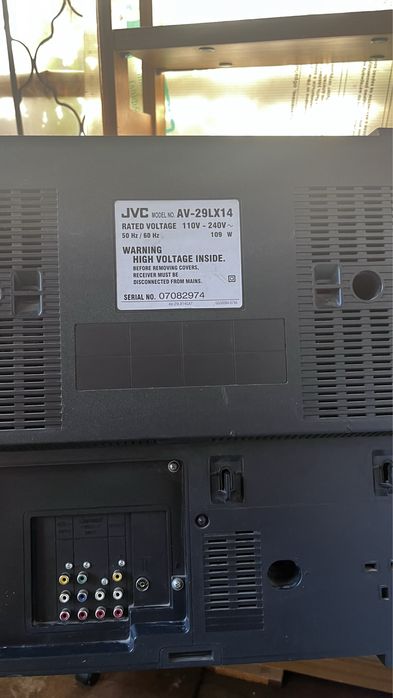 JVC MODEL NO. AV-29LX14
RATED VOLTAGE 110V - 240V~
50 Hz / 60 Hz 109 W
WARNING
HIGH VOLTAGE INSIDE.
BEFORE REMOVING COVERS,
RECEIVER MUST BE
DISCONNECTED FROM MAINS.
SERIAL NO. 07082974